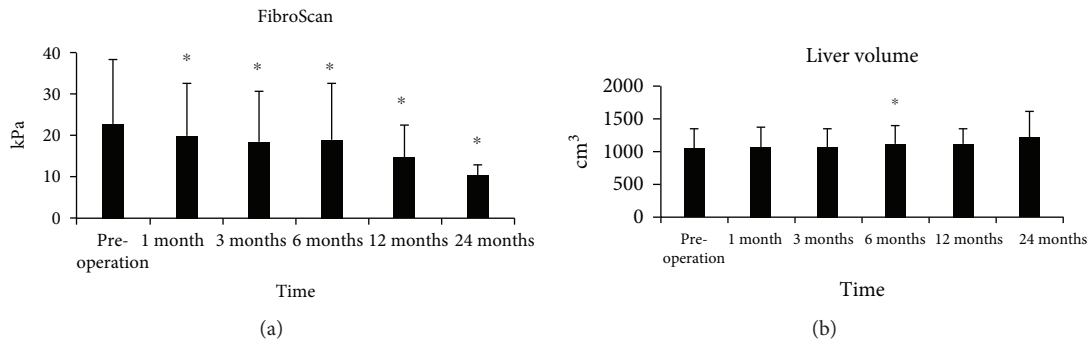 FibroScan
40
30
20
10
0
kPa
* * * * *
Pre-operation 1 month 3 months 6 months 12 months 24 months
Time
(a)
Liver volume
2000
1500
1000
500
0
cm³
*
Pre-operation 1 month 3 months 6 months 12 months 24 months
Time
(b)